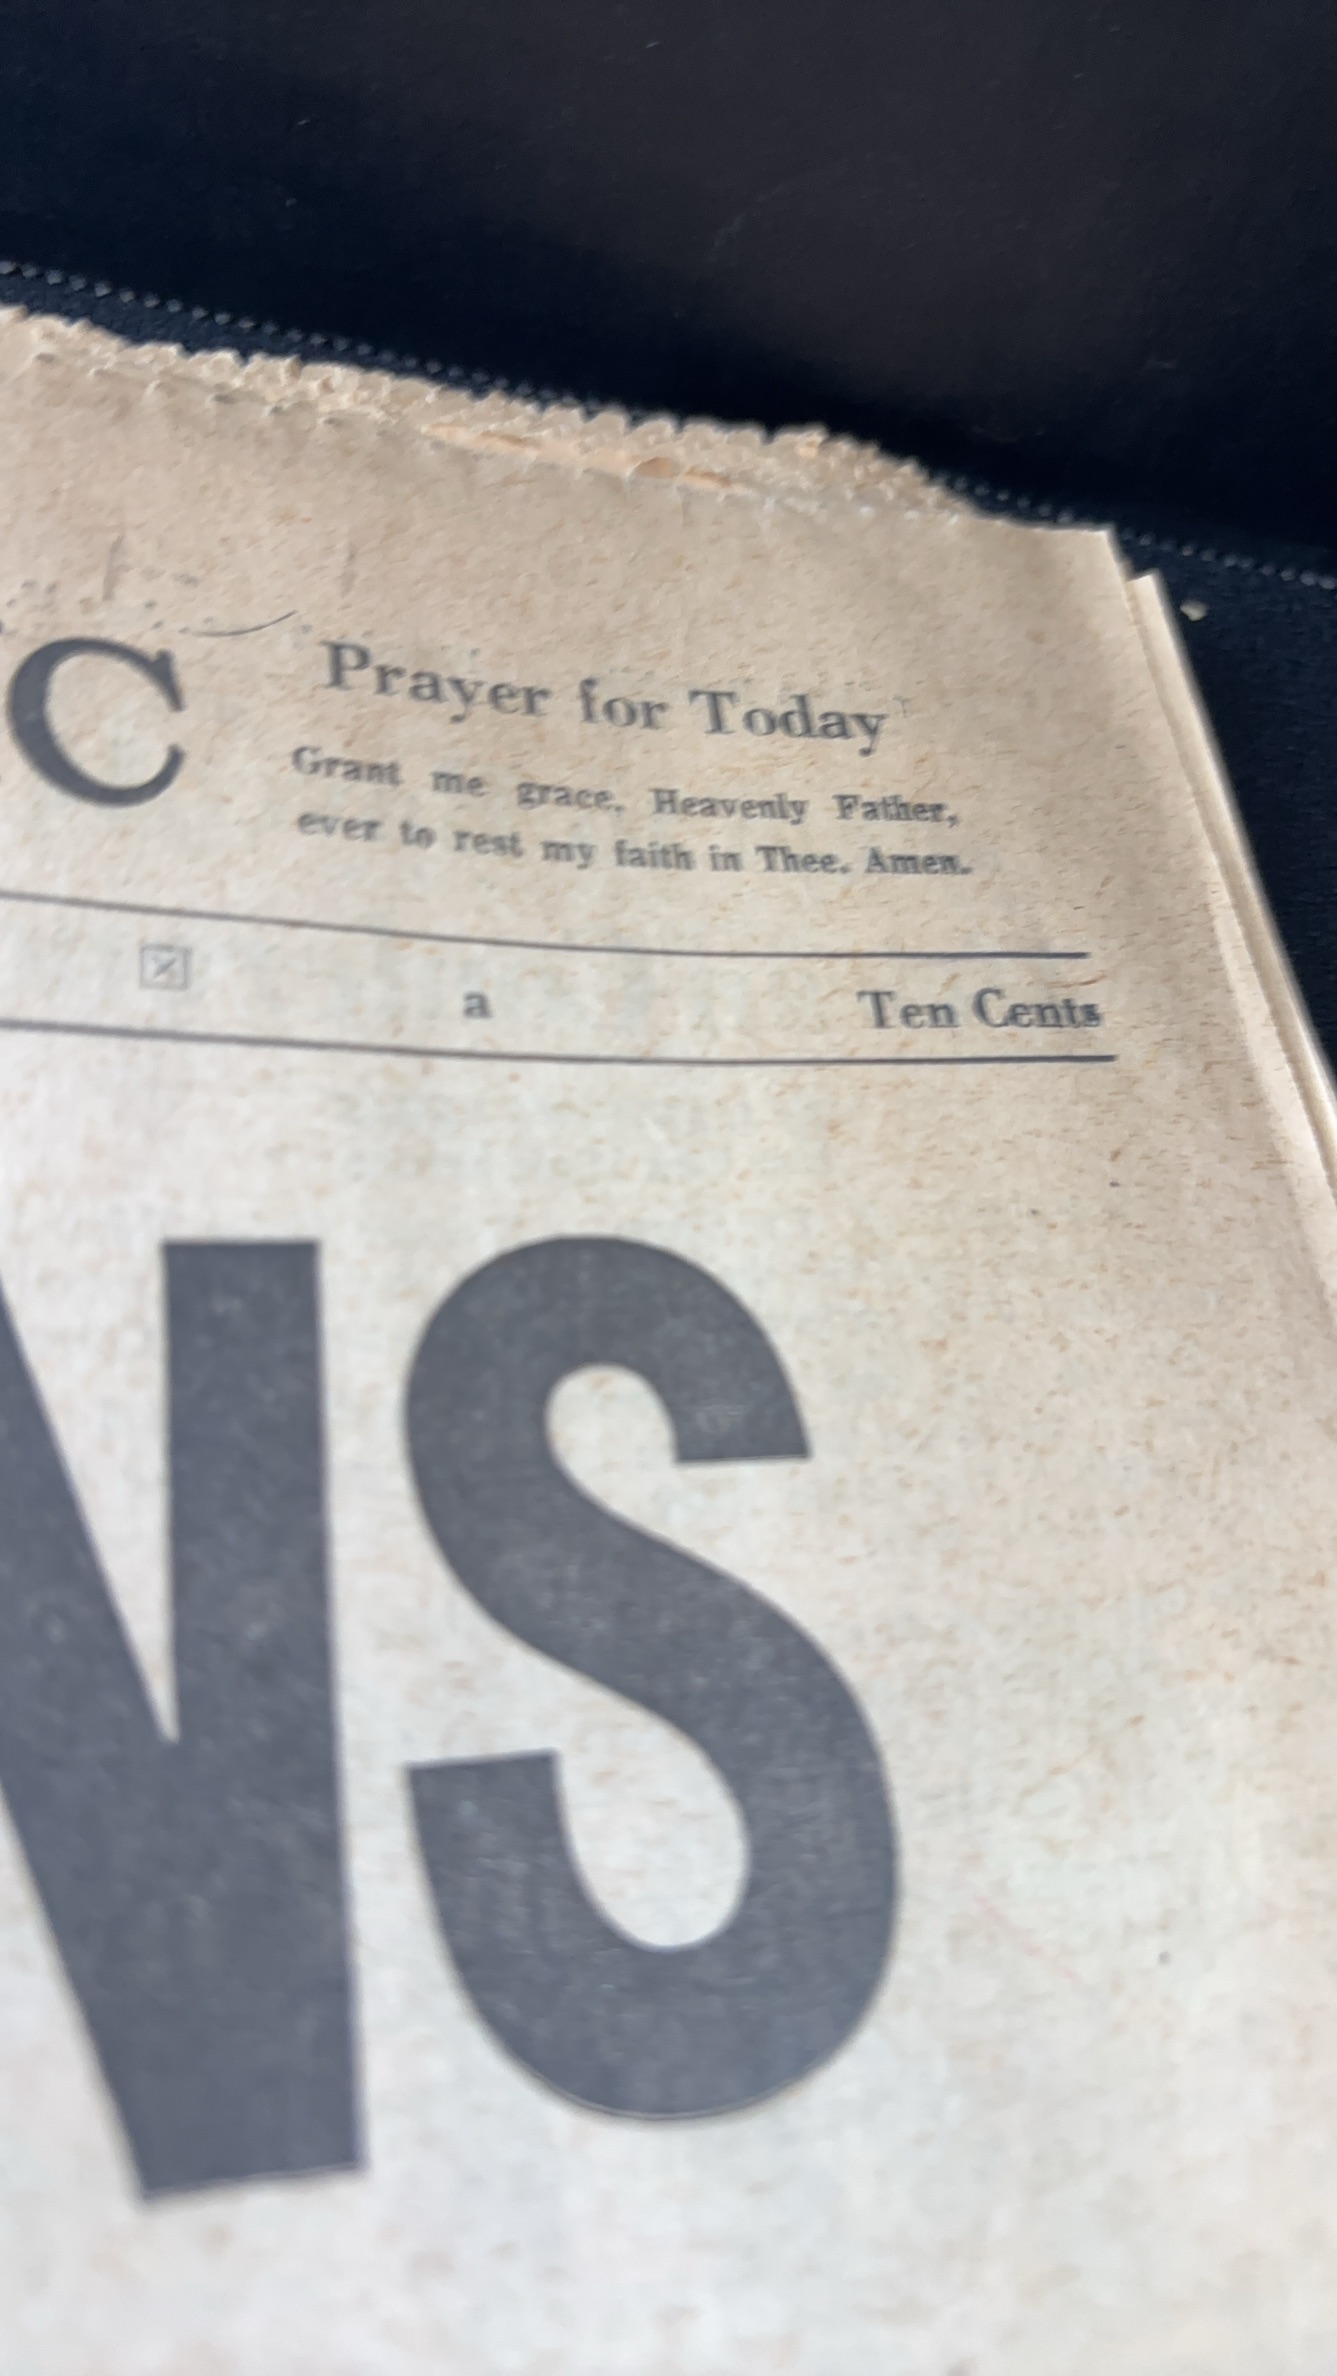 C
Prayer for Today
Grant me grace, Heavenly Father,
ever to rest my faith in Thee. Amen.
a Ten Cents
NS